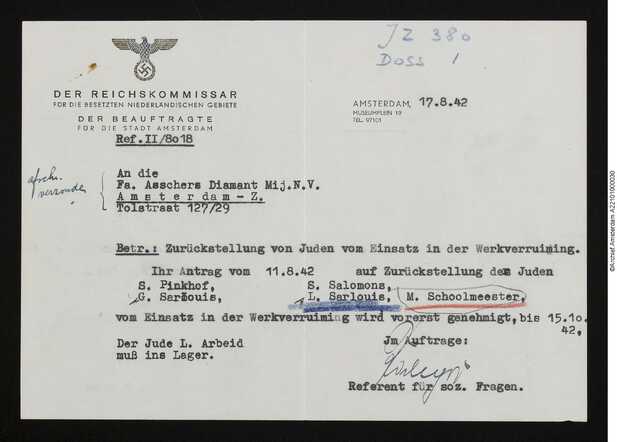 JZ 380
DOSS 1
DER REICHSKOMMISSAR
FÜR DIE BESETZTEN NIEDERLÄNDISCHEN GEBIETE
DER BEAUFTRAGTE
FÜR DIE STADT AMSTERDAM
Ref.II/8018
AMSTERDAM, 17.8.42
MUSEUMPLEIN 19
TEL. 97101
afschr.
verzonden
An die
Fa. Asschers Diamant Mij.N.V.
Amsterdam-Z.
Tolstraat 127/29
Betr.: Zurückstellung von Juden vom Einsatz in der Werkverruiming.
Ihr Antrag vom 11.8.42 auf Zurückstellung der Juden
S. Pinkhof, S. Salomons,
G. Sarlouis, L. Sarlouis, M. Schoolmeester,
vom Einsatz in der Werkverruiming wird vorerst genehmigt, bis 15.10.
42,
Der Jude L. Arbeid
muß ins Lager.
Jm Auftrage:
Referent für soz. Fragen.
©Archief Amsterdam A22101000030